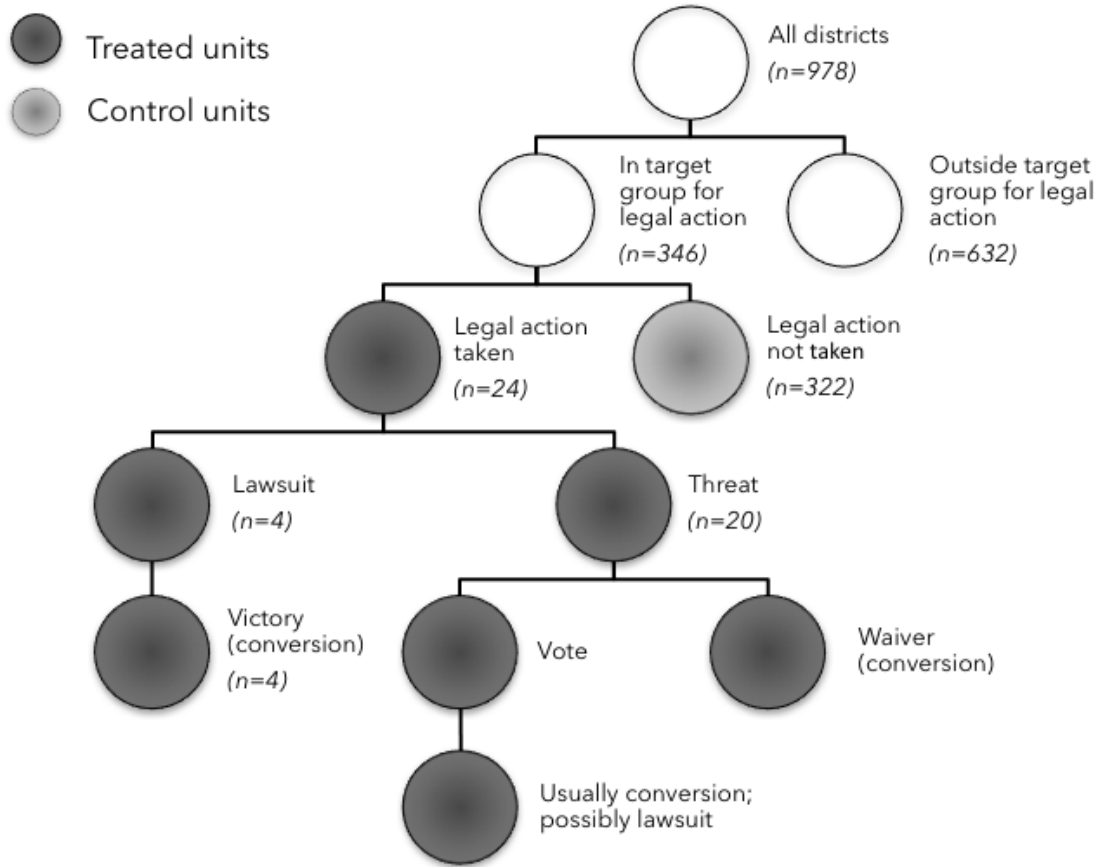 Treated units
Control units
All districts
(n=978)
In target
group for
legal action
(n=346)
Outside target
group for legal
action
(n=632)
Legal action
taken
(n=24)
Legal action
not taken
(n=322)
Lawsuit
(n=4)
Threat
(n=20)
Victory
(conversion)
(n=4)
Vote
Waiver
(conversion)
Usually conversion;
possibly lawsuit